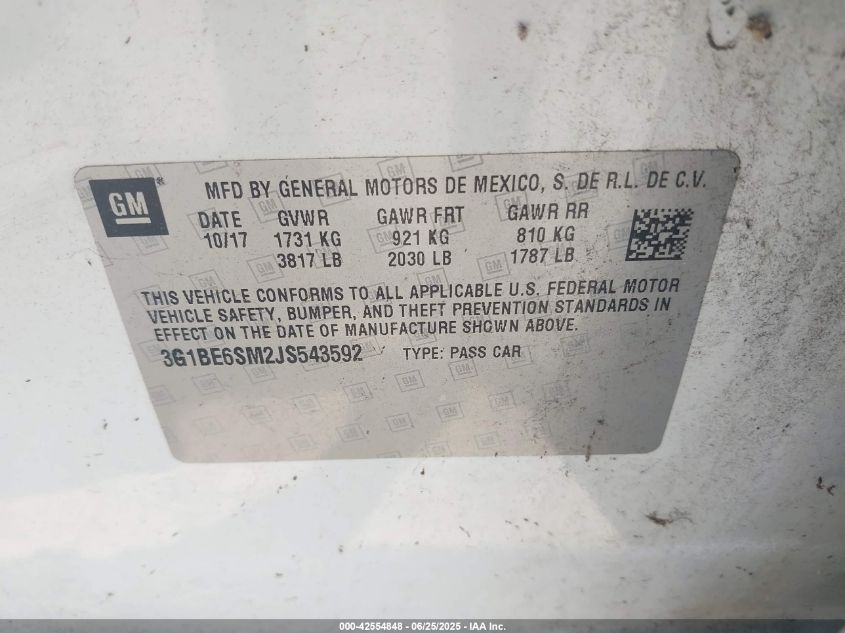 GM
MFD BY GENERAL MOTORS DE MEXICO, S. DE R.L. DE C.V.
DATE GVWR GAWR FRT GAWR RR
10/17 1731 KG 921 KG 810 KG
3817 LB 2030 LB 1787 LB
THIS VEHICLE CONFORMS TO ALL APPLICABLE U.S. FEDERAL MOTOR
VEHICLE SAFETY, BUMPER, AND THEFT PREVENTION STANDARDS IN
EFFECT ON THE DATE OF MANUFACTURE SHOWN ABOVE.
3G1BE6SM2JS543592 TYPE: PASS CAR
000-42554848 - 06/25/2025 - IAA Inc.